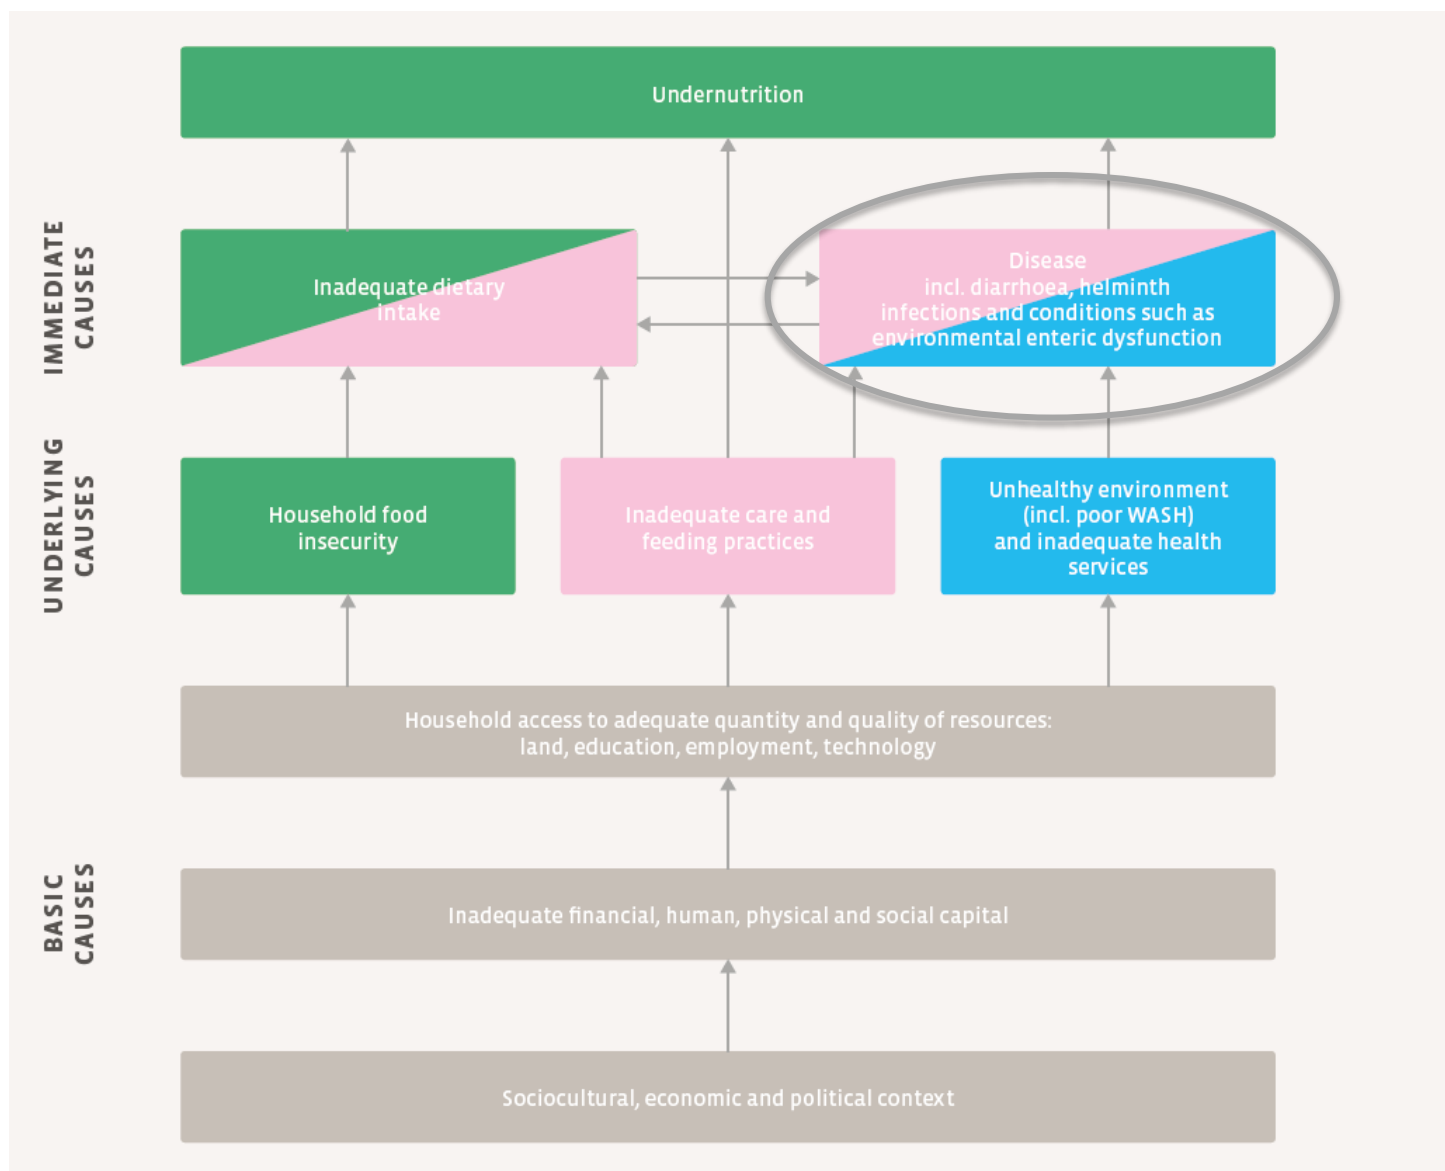 Undernutrition
IMMEDIATE
CAUSES
Inadequate dietary
intake
Disease
incl. diarrhoea, helminth
infections and conditions such as
environmental enteric dysfunction
UNDERLYING
CAUSES
Household food
insecurity
Inadequate care and
feeding practices
Unhealthy environment
(incl. poor WASH)
and inadequate health
services
Household access to adequate quantity and quality of resources:
land, education, employment, technology
BASIC
CAUSES
Inadequate financial, human, physical and social capital
Sociocultural, economic and political context